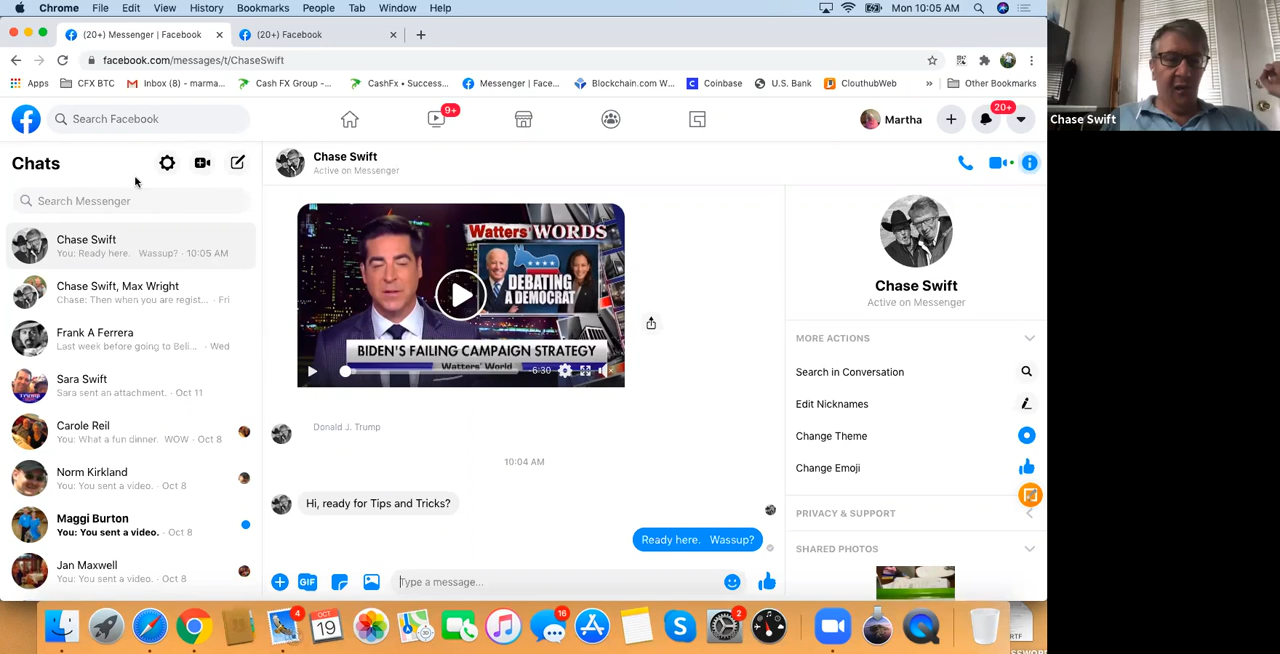 Chrome File Edit View History Bookmarks People Tab Window Help Mon 10:05 AM
(20+) Messenger | Facebook × (20+) Facebook × +
facebook.com/messages/t/ChaseSwift
Apps CFX BTC Inbox (8) - marma... Cash FX Group -... CashFx • Success... Messenger | Face... Blockchain.com W... Coinbase U.S. Bank ClouthubWeb » Other Bookmarks
Chase Swift
Search Facebook 9+ Martha 20+
Chats
Search Messenger
Chase Swift
You: Ready here. Wassup? · 10:05 AM
Chase Swift, Max Wright
Chase: Then when you are regist... · Fri
Frank A Ferrera
Last week before going to Beli... · Wed
Sara Swift
Sara sent an attachment. · Oct 11
Carole Reil
You: What a fun dinner. WOW · Oct 8
Norm Kirkland
You: You sent a video. · Oct 8
Maggi Burton
You: You sent a video. · Oct 8
Jan Maxwell
You: You sent a video. · Oct 8
Chase Swift
Active on Messenger
Watters' WORDS
DEBATING
A DEMOCRAT
BIDEN'S FAILING CAMPAIGN STRATEGY
Watters' World
-6:30
Donald J. Trump
10:04 AM
Hi, ready for Tips and Tricks?
Ready here. Wassup?
GIF Type a message...
Chase Swift
Active on Messenger
MORE ACTIONS
Search in Conversation
Edit Nicknames
Change Theme
Change Emoji
PRIVACY & SUPPORT
SHARED PHOTOS
4 OCT 19 16 2
RTF